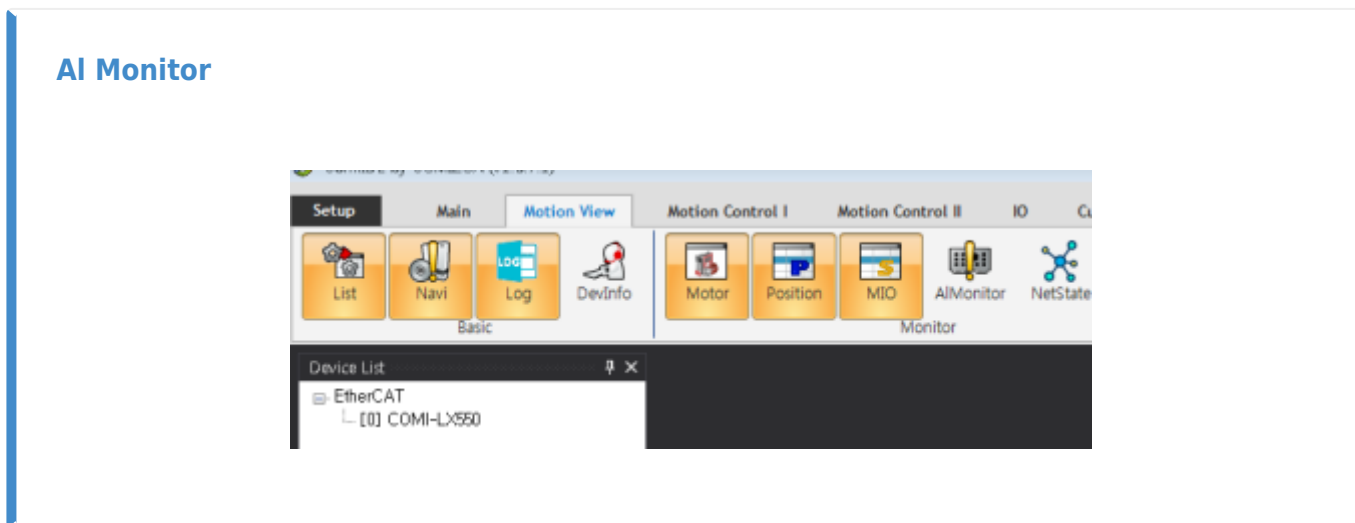 Al Monitor
Setup Main Motion View Motion Control I Motion Control II IO
LOG
List Navi Log DevInfo Motor Position MIO AlMonitor NetState
Basic Monitor
Device List
EtherCAT
[0] COMI-LX550